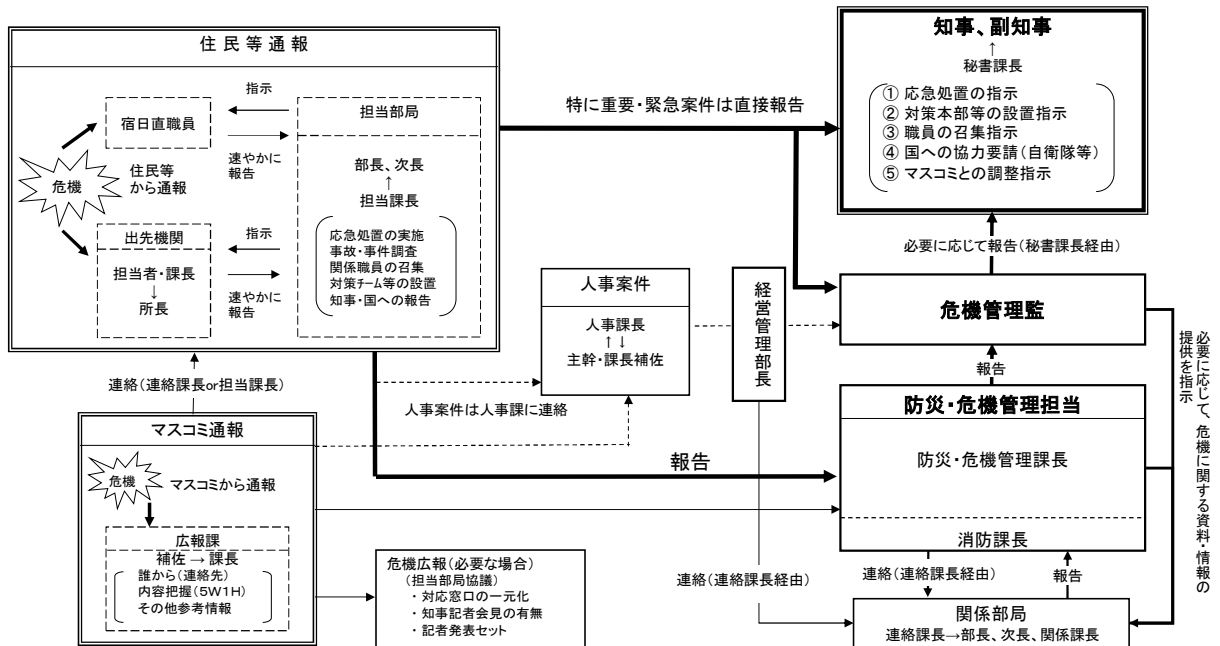 住民等通報
指示
宿日直職員
速やかに
報告
危機
住民等
から通報
出先機関
担当者・課長
↓
所長
指示
速やかに
報告
担当部局
部長、次長
↑
担当課長
応急処置の実施
事故・事件調査
関係職員の召集
対策チーム等の設置
知事・国への報告
特に重要・緊急案件は直接報告
知事、副知事
↑
秘書課長
① 応急処置の指示
② 対策本部等の設置指示
③ 職員の召集指示
④ 国への協力要請(自衛隊等)
⑤ マスコミとの調整指示
必要に応じて報告(秘書課長経由)
人事案件
人事課長
↑↓
主幹・課長補佐
経営管理部長
危機管理監
報告
必要に応じて、危機に関する資料・情報の
提供を指示
連絡(連絡課長or担当課長)
人事案件は人事課に連絡
報告
防災・危機管理担当
防災・危機管理課長
消防課長
マスコミ通報
危機
マスコミから通報
広報課
補佐 → 課長
誰から(連絡先)
内容把握(5W1H)
その他参考情報
危機広報(必要な場合)
(担当部局協議)
・対応窓口の一元化
・知事記者会見の有無
・記者発表セット
連絡(連絡課長経由)
連絡(連絡課長経由)
報告
関係部局
連絡課長→部長、次長、関係課長